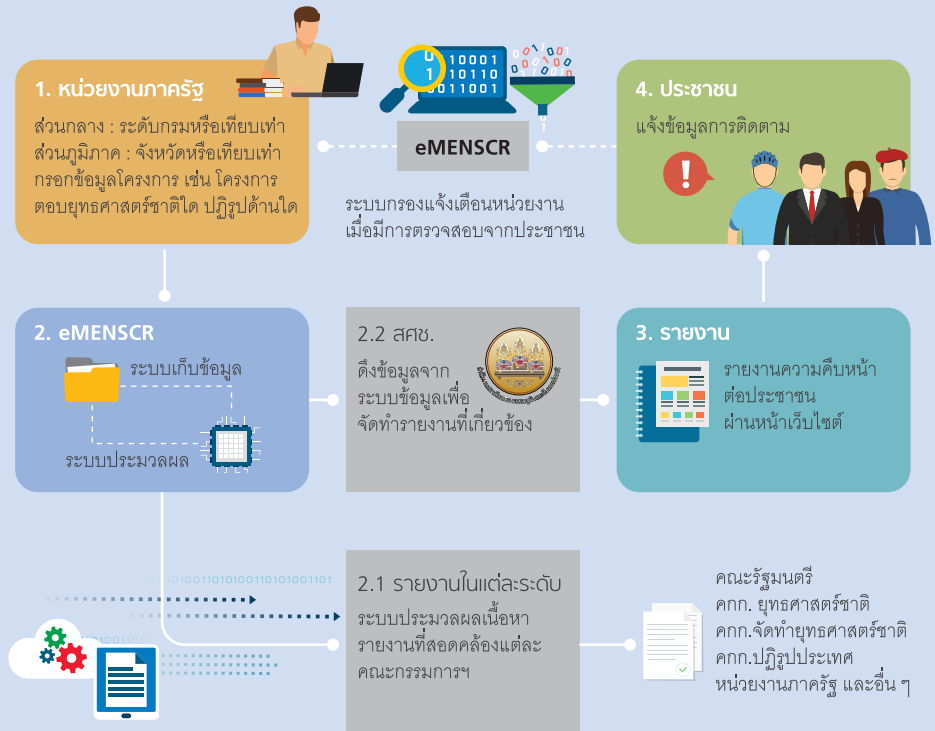 1. หน่วยงานภาครัฐ
ส่วนกลาง : ระดับกรมหรือเทียบเท่า
ส่วนภูมิภาค : จังหวัดหรือเทียบเท่า
กรอกข้อมูลโครงการ เช่น โครงการ
ตอบยุทธศาสตร์ชาติใด ปฏิรูปด้านใด
0 10001
1 10110
0011001
eMENSCR
ระบบกรองแจ้งเตือนหน่วยงาน
เมื่อมีการตรวจสอบจากประชาชน
4. ประชาชน
แจ้งข้อมูลการติดตาม
!
2. eMENSCR
ระบบเก็บข้อมูล
ระบบประมวลผล
2.2 สศช.
ดึงข้อมูลจาก
ระบบข้อมูลเพื่อ
จัดทำรายงานที่เกี่ยวข้อง
3. รายงาน
รายงานความคืบหน้า
ต่อประชาชน
ผ่านหน้าเว็บไซต์
2.1 รายงานในแต่ละระดับ
ระบบประมวลผลเนื้อหา
รายงานที่สอดคล้องแต่ละ
คณะกรรมการฯ
คณะรัฐมนตรี
คกก. ยุทธศาสตร์ชาติ
คกก.จัดทำยุทธศาสตร์ชาติ
คกก.ปฏิรูปประเทศ
หน่วยงานภาครัฐ และอื่น ๆ